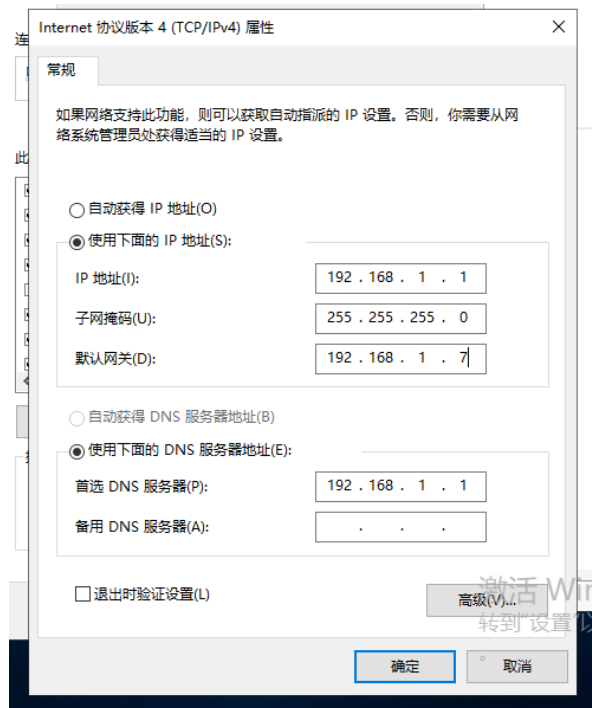 Internet 协议版本 4 (TCP/IPv4) 属性
连
常规
如果网络支持此功能，则可以获取自动指派的 IP 设置。否则，你需要从网
络系统管理员处获得适当的 IP 设置。
此
自动获得 IP 地址(O)
使用下面的 IP 地址(S):
IP 地址(I): 192 . 168 . 1 . 1
子网掩码(U): 255 . 255 . 255 . 0
默认网关(D): 192 . 168 . 1 . 7
自动获得 DNS 服务器地址(B)
使用下面的 DNS 服务器地址(E):
首选 DNS 服务器(P): 192 . 168 . 1 . 1
备用 DNS 服务器(A): . . .
退出时验证设置(L)
激活 Win
高级(V)...
转到"设置"以
确定 取消